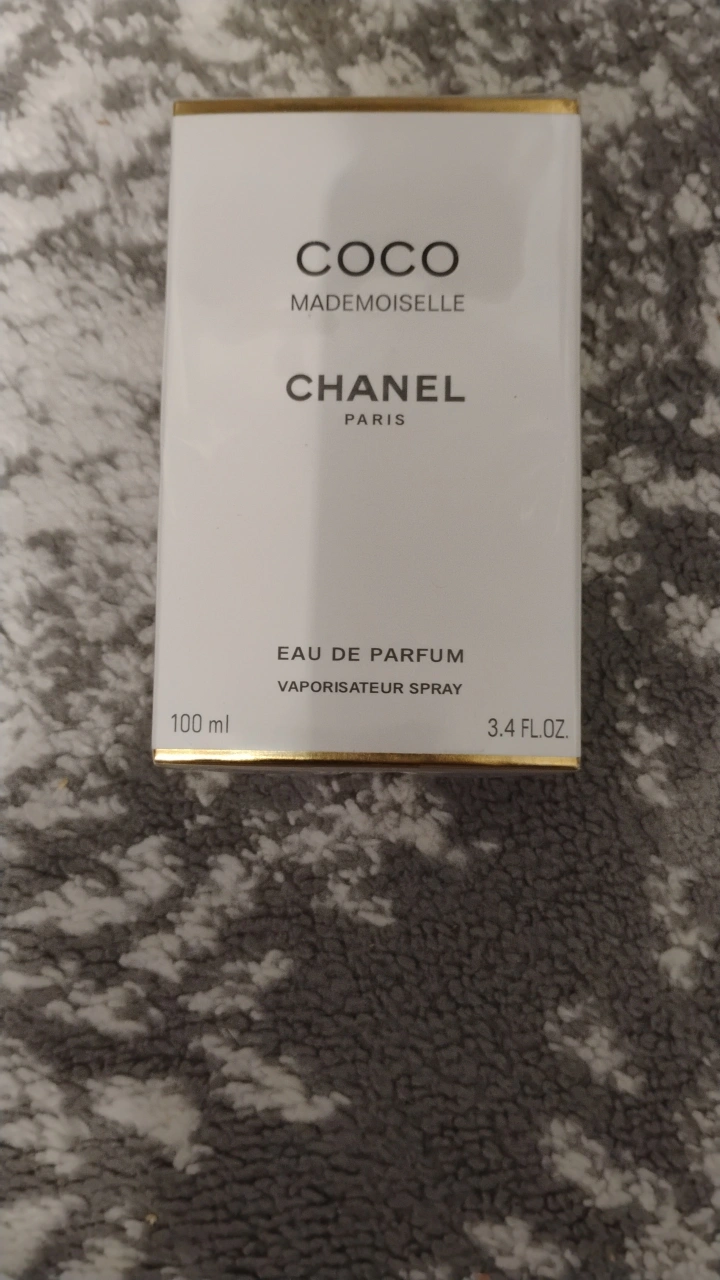 COCO
MADEMOISELLE
CHANEL
PARIS
EAU DE PARFUM
VAPORISATEUR SPRAY
100 ml 3.4 FL.OZ.